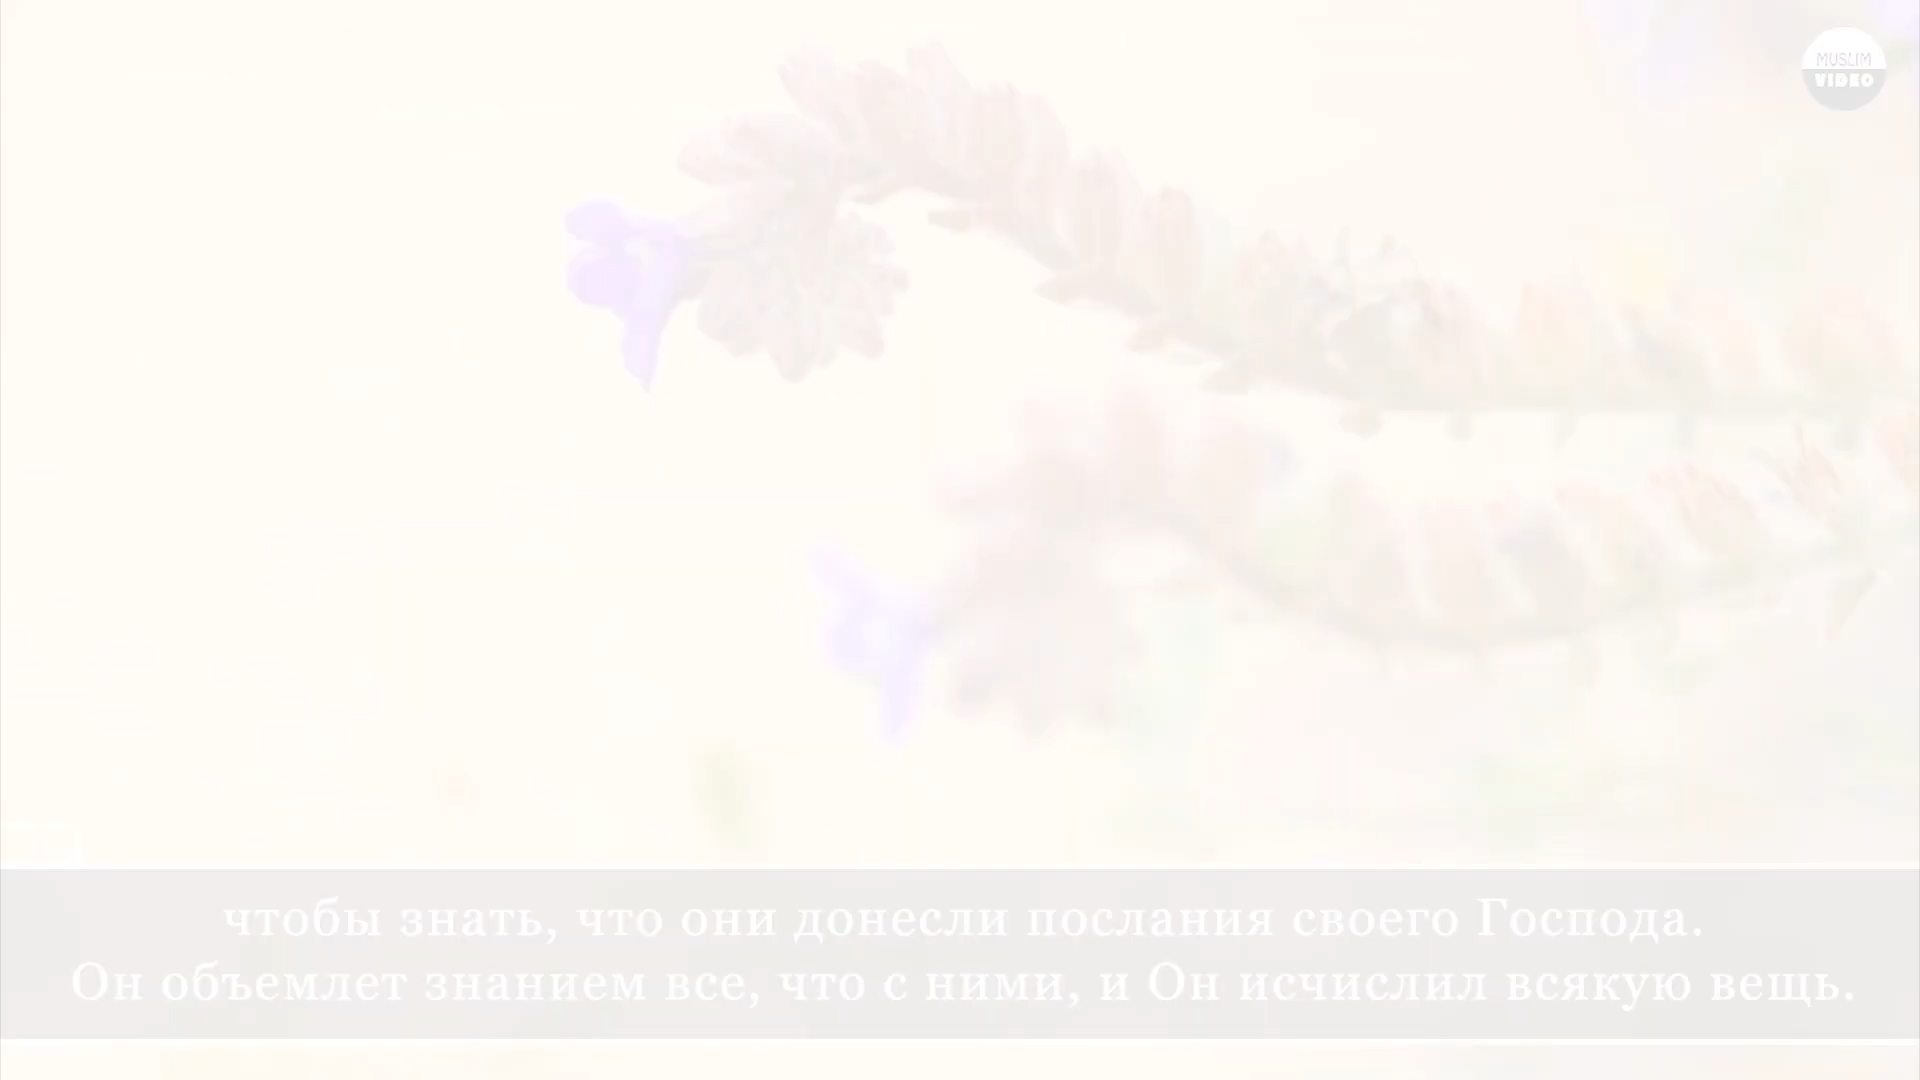 MUSLIM
VIDEO
чтобы знать, что они донесли послания своего Господа.
Он объемлет знанием все, что с ними, и Он исчислил всякую вещь.